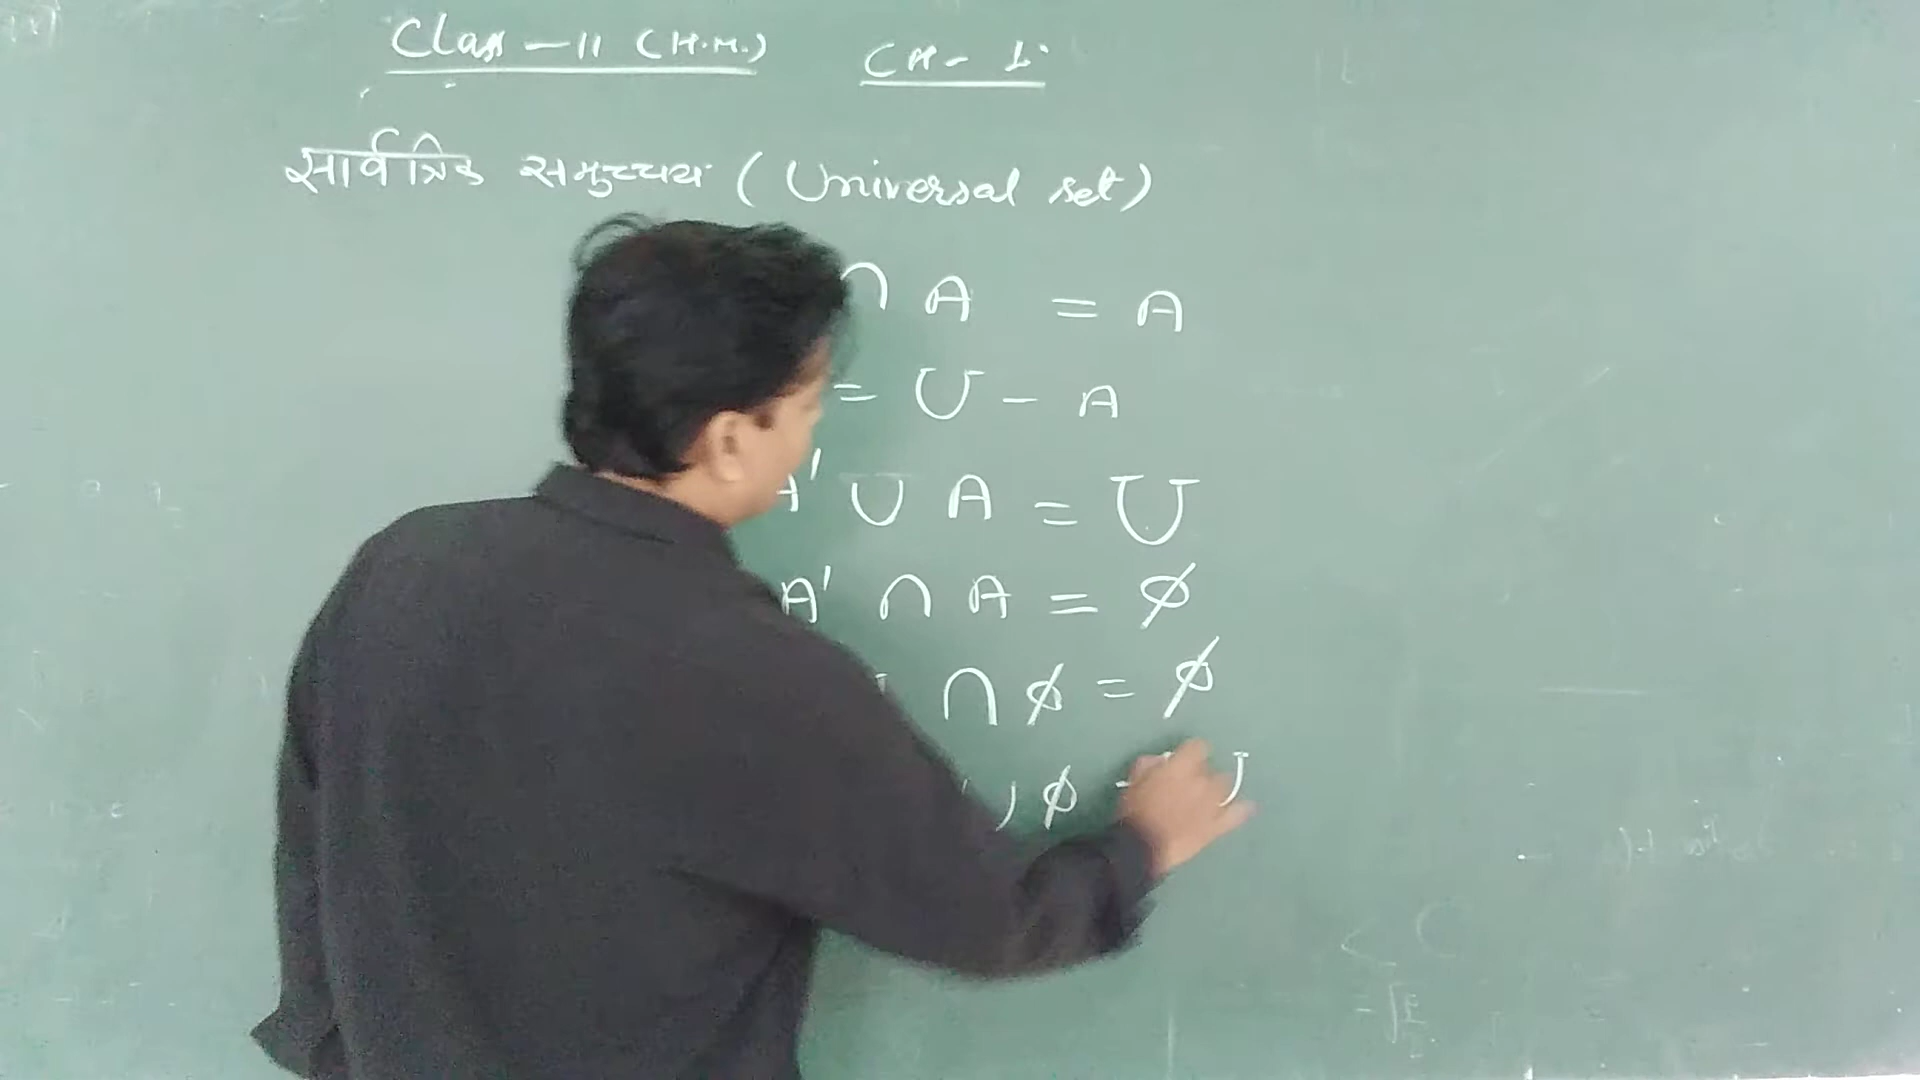 Class - 11 (H.M.) CH - 1.
सार्वत्रिक समुच्चय (Universal set)
∩ A = A
= U - A
A' ∪ A = U
A' ∩ A = ϕ
∩ ϕ = ϕ
ϕ